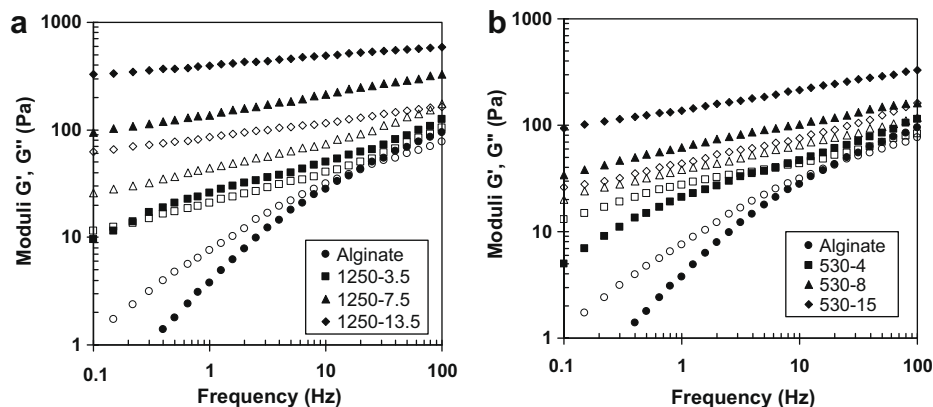 a
1000
100
10
1
Moduli G', G'' (Pa)
0.1
1
10
100
Frequency (Hz)
Alginate
1250-3.5
1250-7.5
1250-13.5
b
1000
100
10
1
Moduli G', G'' (Pa)
0.1
1
10
100
Frequency (Hz)
Alginate
530-4
530-8
530-15